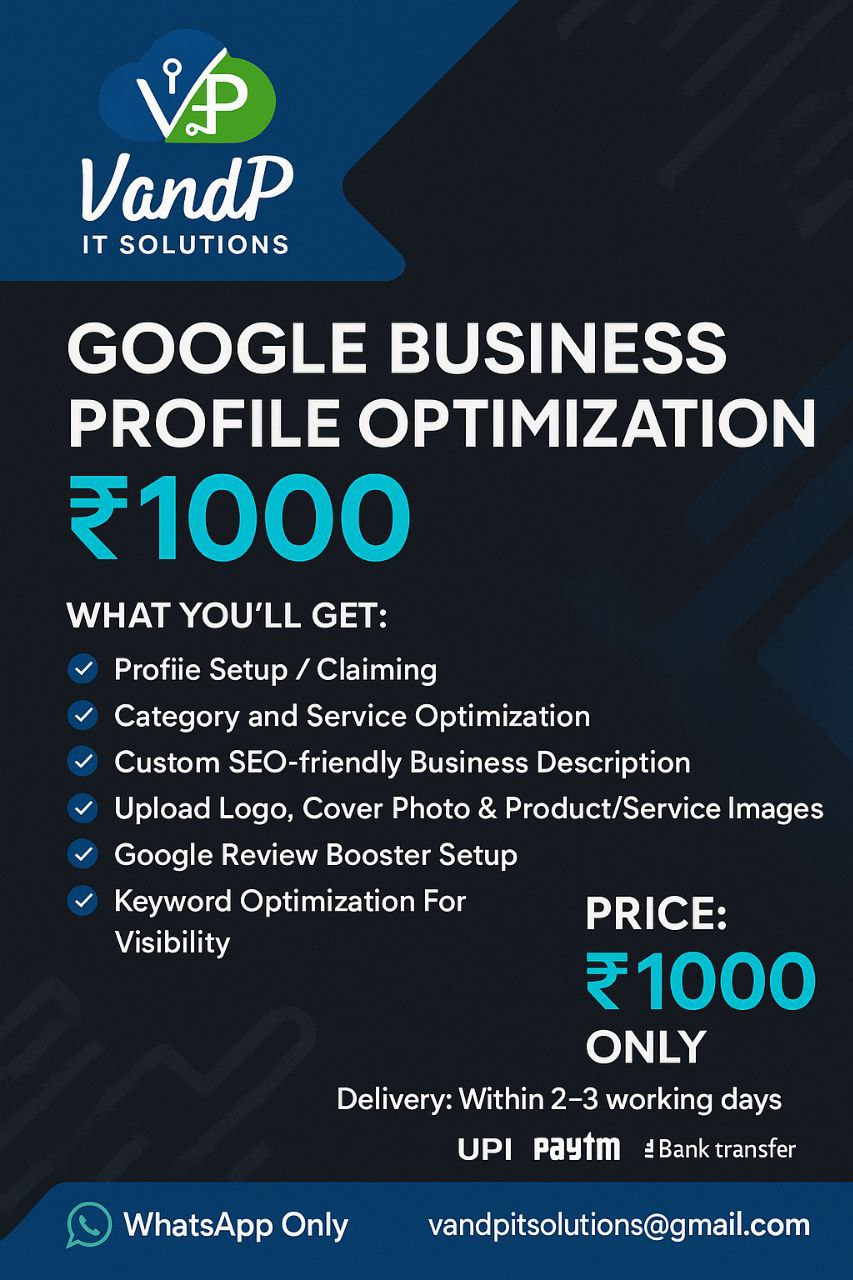 VP
VandP
IT SOLUTIONS
GOOGLE BUSINESS
PROFILE OPTIMIZATION
₹1000
WHAT YOU'LL GET:
Profiie Setup / Claiming
Category and Service Optimization
Custom SEO-friendly Business Description
Upload Logo, Cover Photo & Product/Service Images
Google Review Booster Setup
Keyword Optimization For
Visibility
PRICE:
₹1000
ONLY
Delivery: Within 2–3 working days
UPI paytm Bank transfer
WhatsApp Only vandpitsolutions@gmail.com